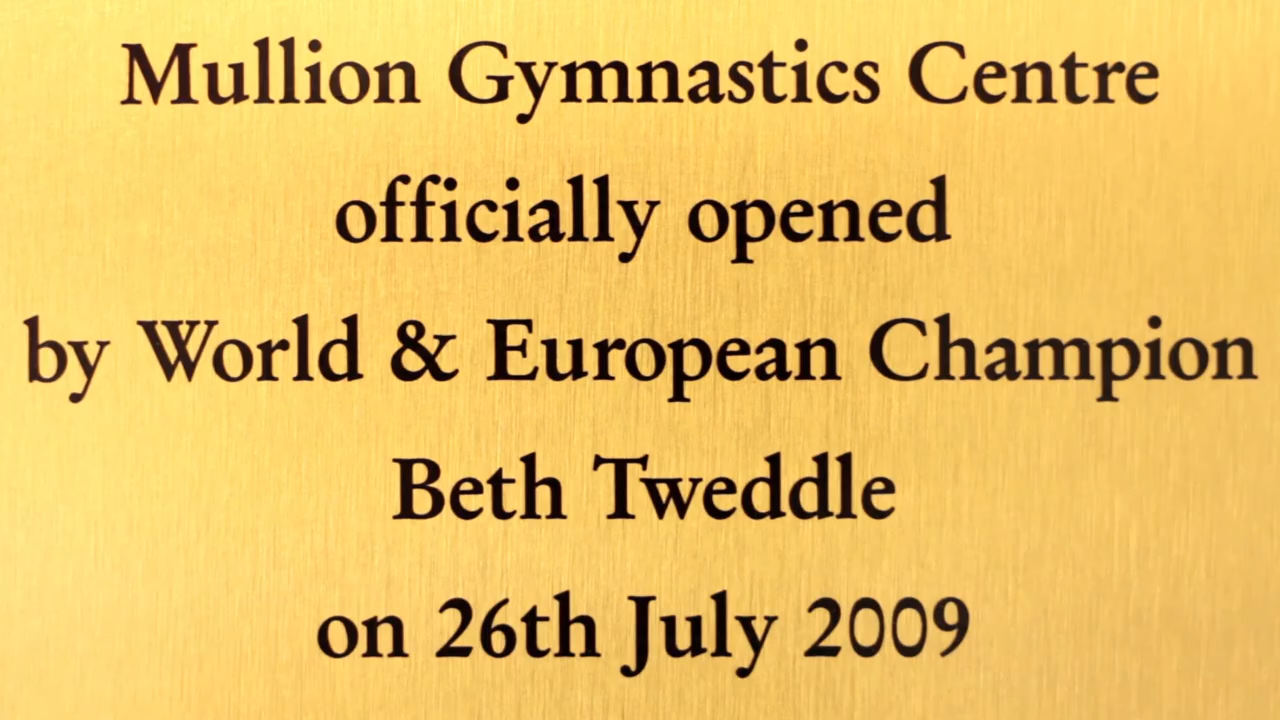 Mullion Gymnastics Centre
officially opened
by World & European Champion
Beth Tweddle
on 26th July 2009